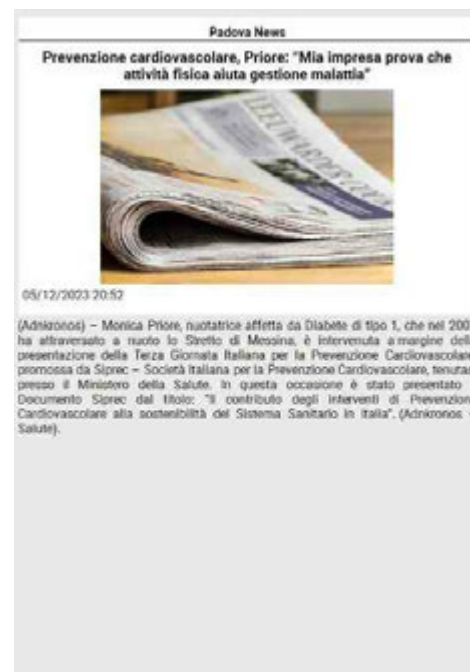 Padova News
Prevenzione cardiovascolare, Priore: "Mia impresa prova che
attività fisica aiuta gestione malattia"
LEEUWARDER COU
05/12/2023 20:52
(Adnkronos) – Monica Priore, nuotatrice affetta da Diabete di tipo 1, che nel 200
ha attraversato a nuoto lo Stretto di Messina, è intervenuta a margine dell
presentazione della Terza Giornata Italiana per la Prevenzione Cardiovascolare
promossa da Siprec – Società Italiana per la Prevenzione Cardiovascolare, tenutas
presso il Ministero della Salute. In questa occasione è stato presentato
Documento Siprec dal titolo: "Il contributo degli interventi di Prevenzion
Cardiovascolare alla sostenibilità del Sistema Sanitario in Italia". (Adnkronos
Salute).